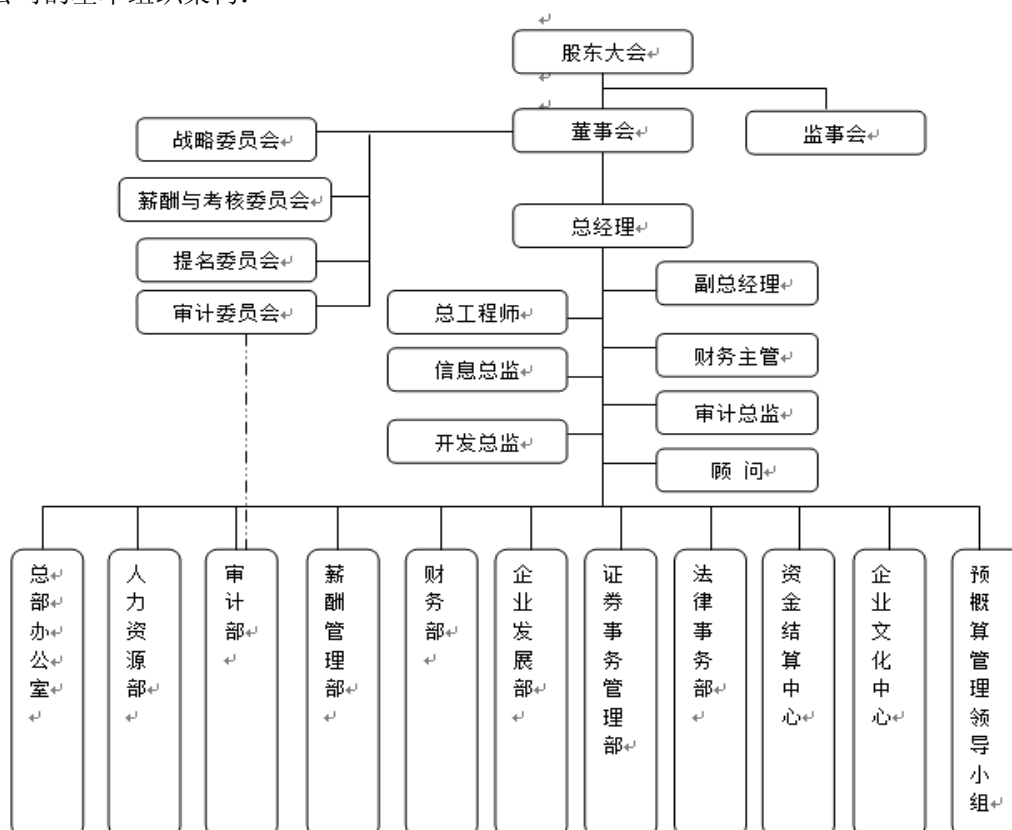 股东大会
董事会
监事会
战略委员会
薪酬与考核委员会
总经理
提名委员会
副总经理
审计委员会
总工程师
财务主管
信息总监
审计总监
开发总监
顾 问
总部办公室
人力资源部
审计部
薪酬管理部
财务部
企业发展部
证券事务管理部
法律事务部
资金结算中心
企业文化中心
预概算管理领导小组